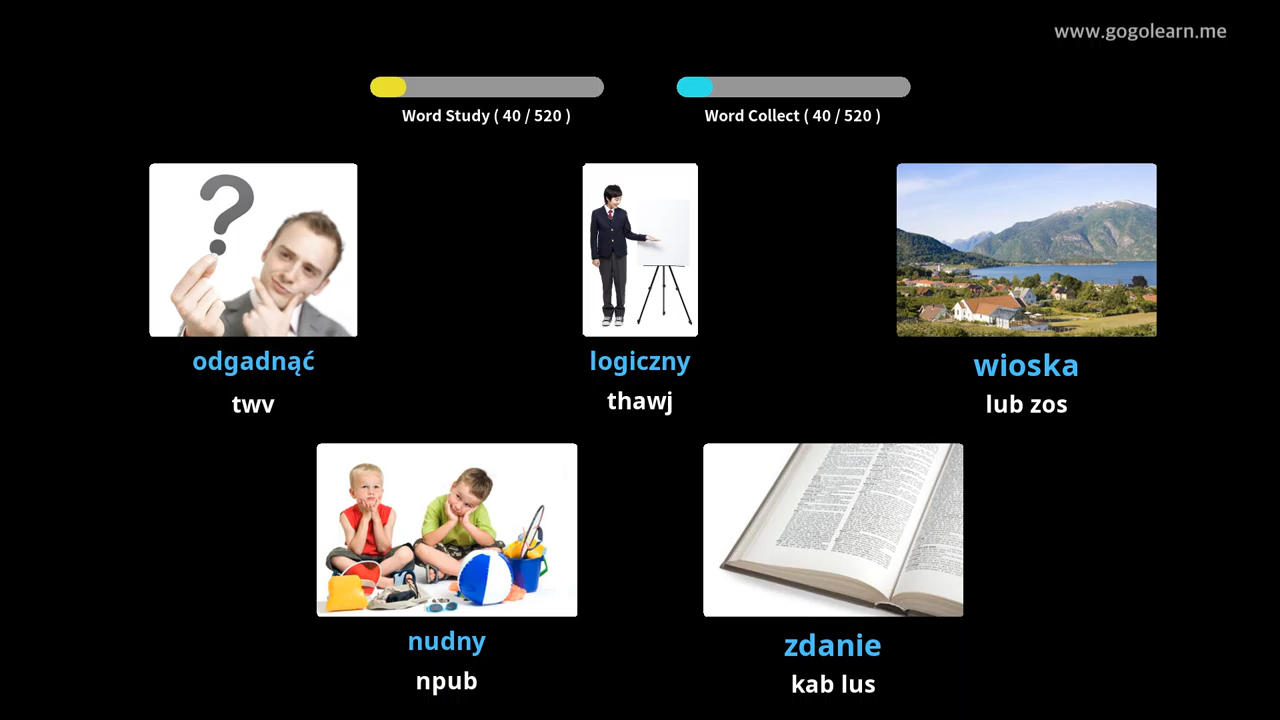 www.gogolearn.me
Word Study ( 40 / 520 )
Word Collect ( 40 / 520 )
odgadnąć
twv
logiczny
thawj
wioska
lub zos
nudny
npub
zdanie
kab lus